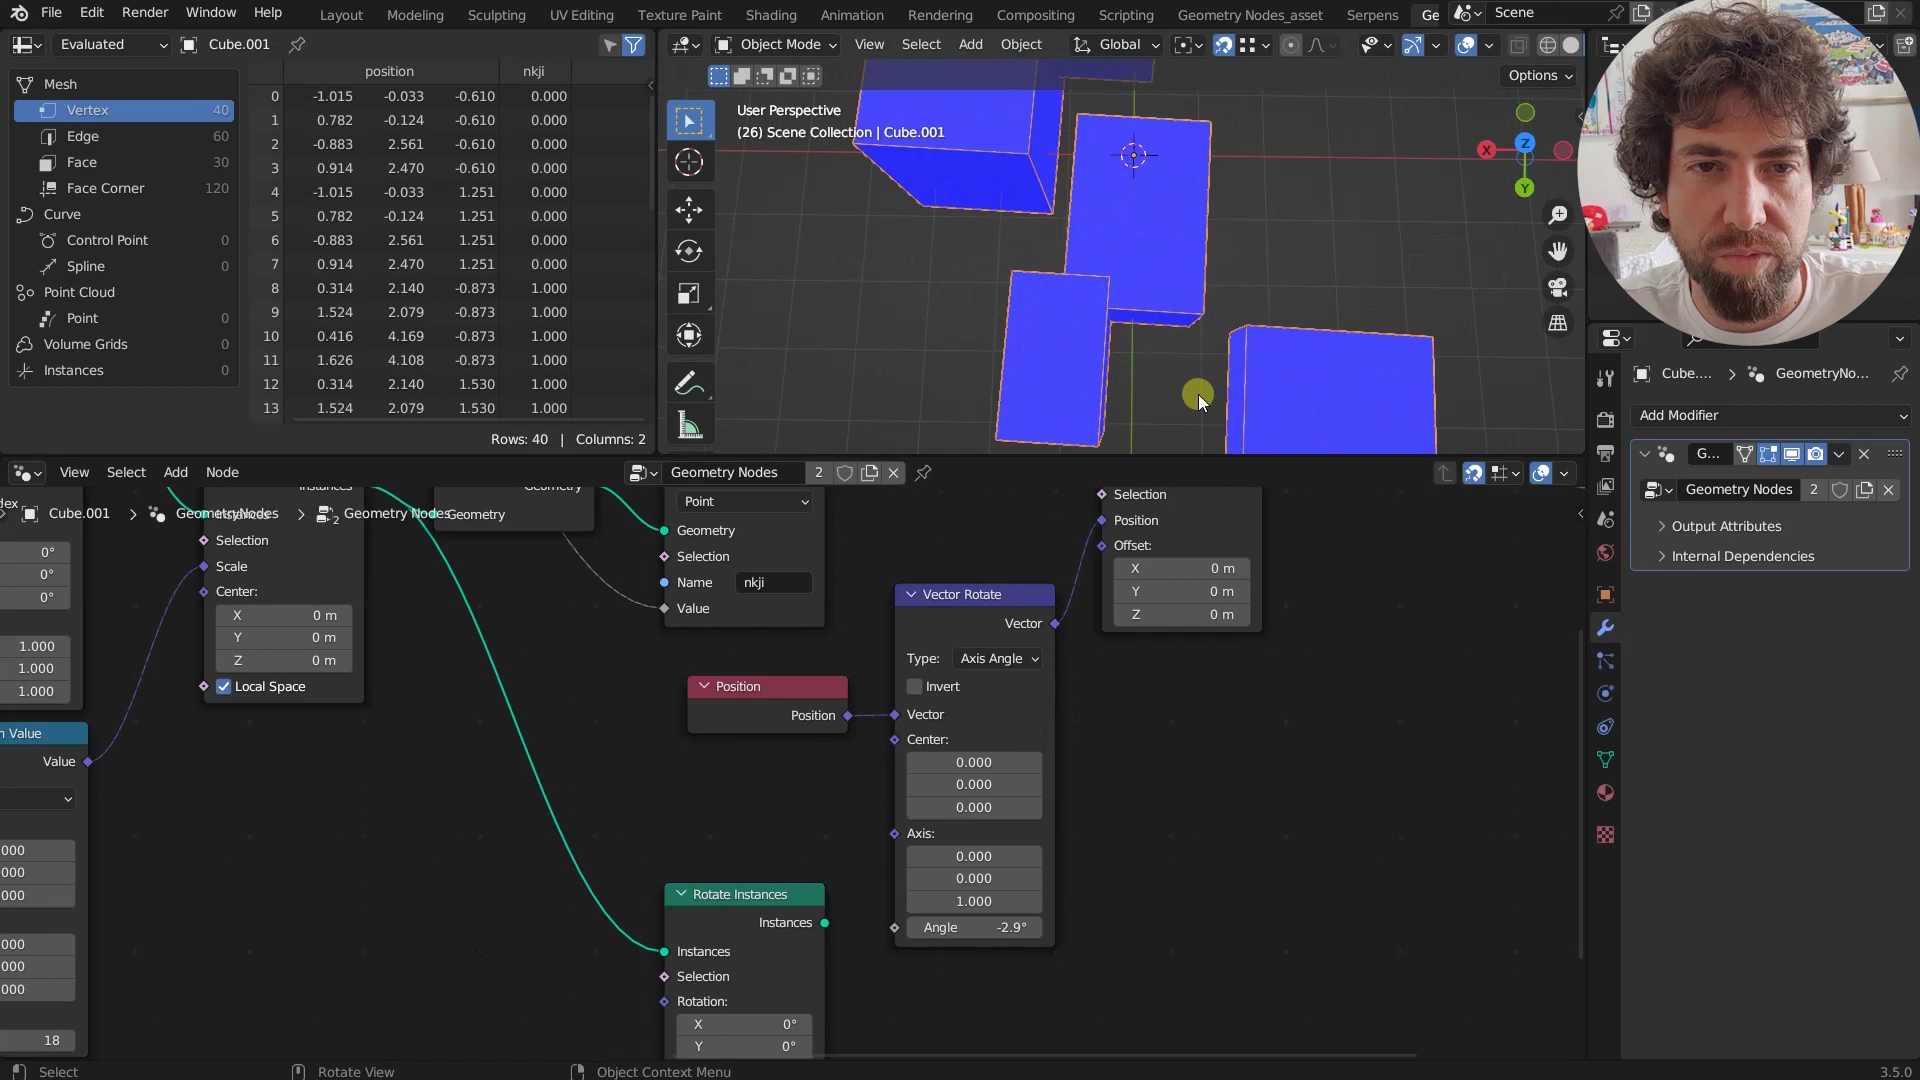 File Edit Render Window Help Layout Modeling Sculpting UV Editing Texture Paint Shading Animation Rendering Compositing Scripting Geometry Nodes_asset Serpens Ge Scene
Evaluated Cube.001
Object Mode View Select Add Object Global
Options
position nkji
Mesh
Vertex 40
Edge 60
Face 30
Face Corner 120
Curve
Control Point 0
Spline 0
Point Cloud
Point 0
Volume Grids 0
Instances 0
0 -1.015 -0.033 -0.610 0.000
1 0.782 -0.124 -0.610 0.000
2 -0.883 2.561 -0.610 0.000
3 0.914 2.470 -0.610 0.000
4 -1.015 -0.033 1.251 0.000
5 0.782 -0.124 1.251 0.000
6 -0.883 2.561 1.251 0.000
7 0.914 2.470 1.251 0.000
8 0.314 2.140 -0.873 1.000
9 1.524 2.079 -0.873 1.000
10 0.416 4.169 -0.873 1.000
11 1.626 4.108 -0.873 1.000
12 0.314 2.140 1.530 1.000
13 1.524 2.079 1.530 1.000
Rows: 40 | Columns: 2
User Perspective
(26) Scene Collection | Cube.001
X Z Y
Cube.... GeometryNo...
Add Modifier
G...
Geometry Nodes 2
Output Attributes
Internal Dependencies
View Select Add Node Geometry Nodes 2
Cube.001 GeometryNodes 2 Geometry Nodes
0°
0°
0°
1.000
1.000
1.000
Selection
Scale
Center:
X 0 m
Y 0 m
Z 0 m
Local Space
Geometry
Point
Geometry
Selection
Name nkji
Value
Selection
Position
Offset:
X 0 m
Y 0 m
Z 0 m
Position
Position
Vector Rotate
Vector
Type: Axis Angle
Invert
Vector
Center:
0.000
0.000
0.000
Axis:
0.000
0.000
1.000
Angle -2.9°
Value
Value
000
000
000
000
000
000
18
Rotate Instances
Instances
Instances
Selection
Rotation:
X 0°
Y 0°
Select Rotate View Object Context Menu 3.5.0